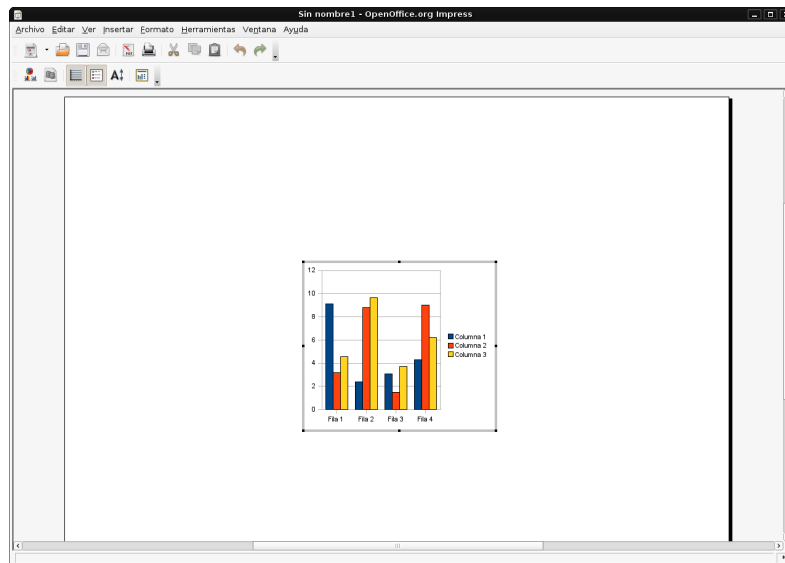 Sin nombre1 - OpenOffice.org Impress
Archivo Editar Ver Insertar Formato Herramientas Ventana Ayuda
12
10
8
6
4
2
0
Fila 1 Fila 2 Fila 3 Fila 4
Columna 1
Columna 2
Columna 3